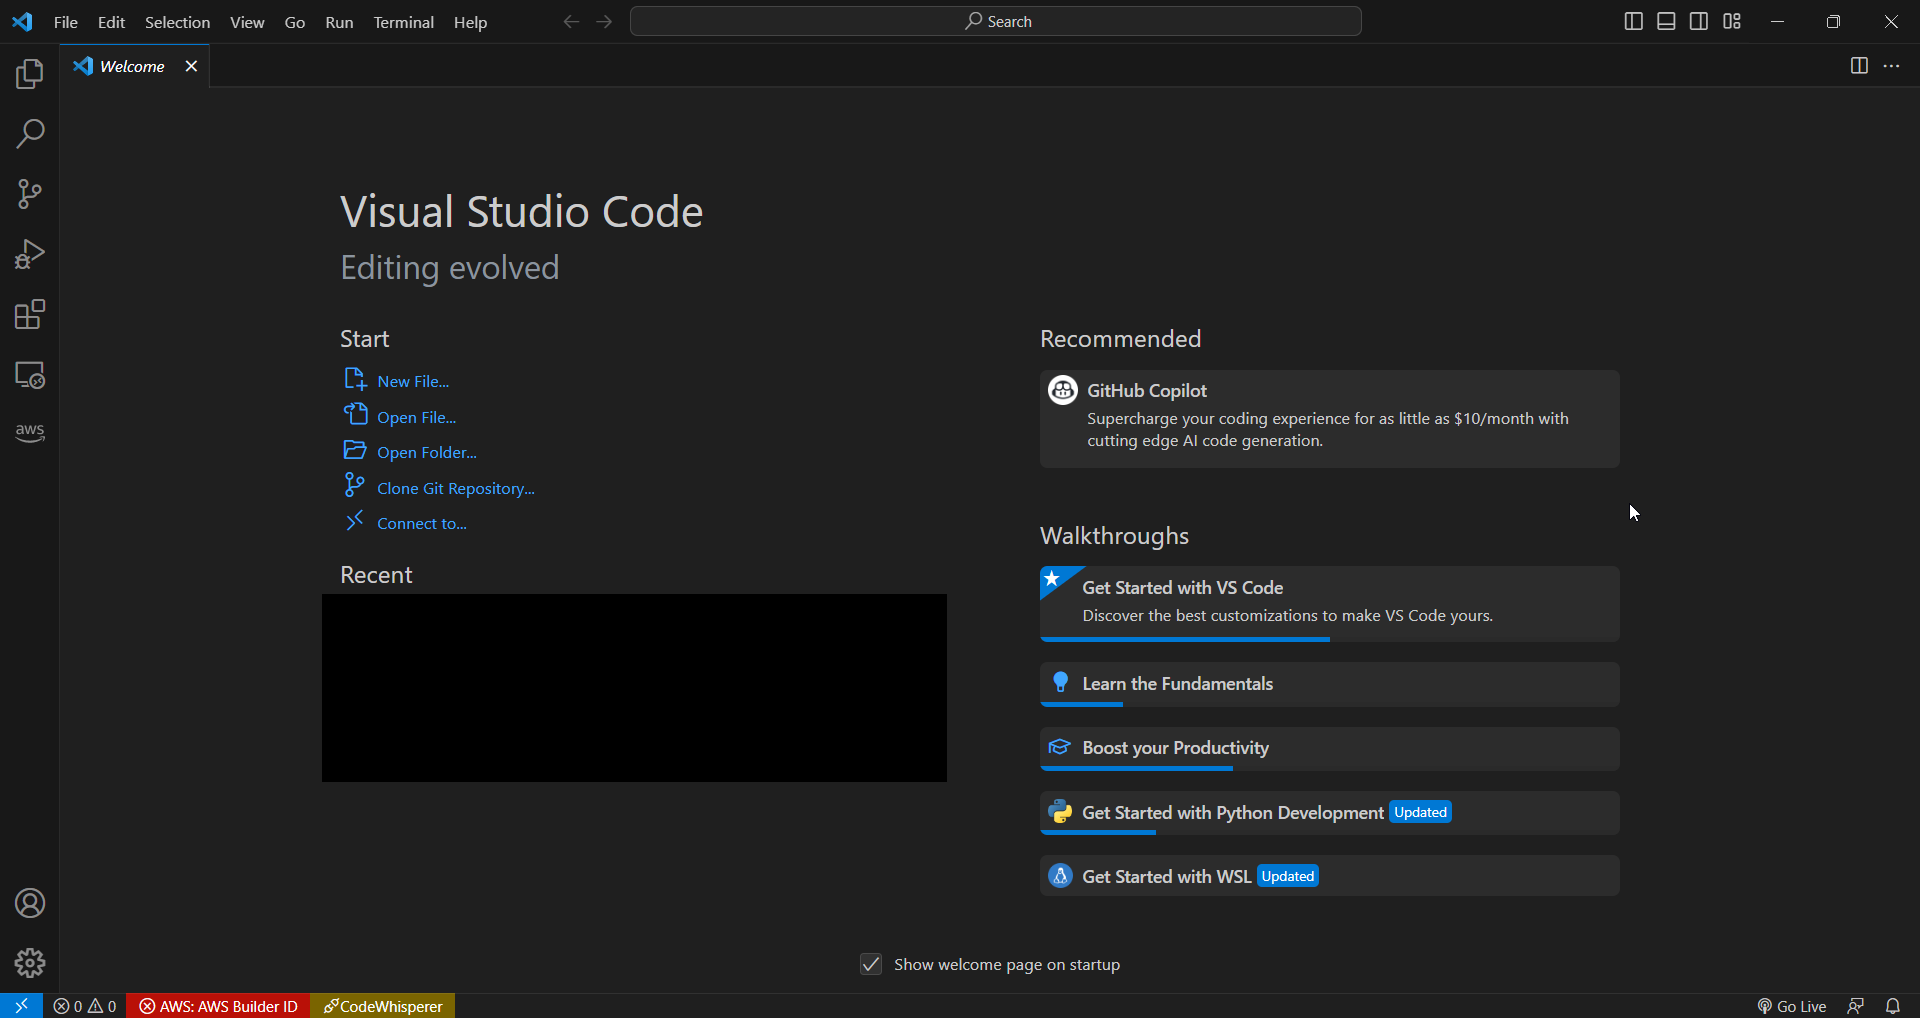 File Edit Selection View Go Run Terminal Help Search
Welcome
Visual Studio Code
Editing evolved
Start
New File...
Open File...
Open Folder...
Clone Git Repository...
Connect to...
Recent
Recommended
GitHub Copilot
Supercharge your coding experience for as little as $10/month with
cutting edge AI code generation.
Walkthroughs
Get Started with VS Code
Discover the best customizations to make VS Code yours.
Learn the Fundamentals
Boost your Productivity
Get Started with Python Development Updated
Get Started with WSL Updated
aws
Show welcome page on startup
0 0 AWS: AWS Builder ID CodeWhisperer Go Live